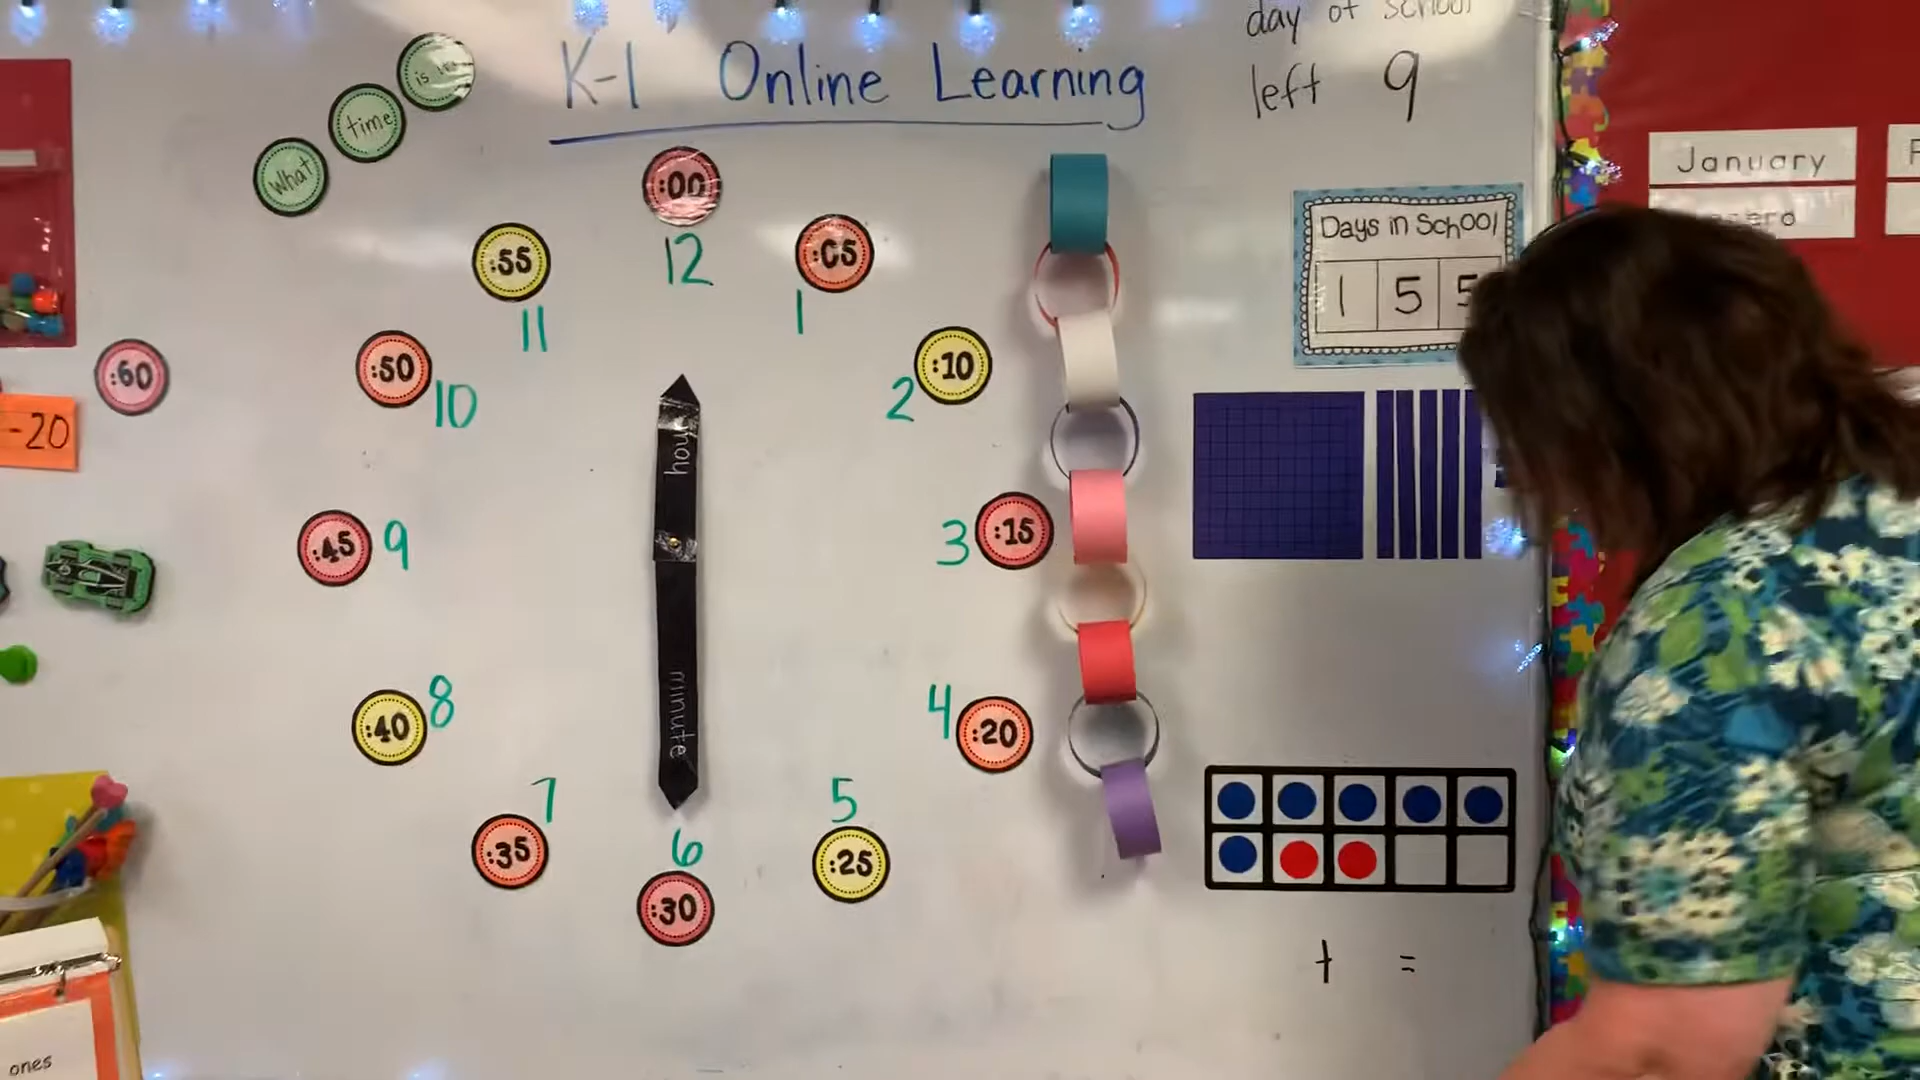 day of school
left 9
K-1 Online Learning
What
time
is
:00
12
:05
1
:10
2
:15
3
:20
4
:25
5
:30
6
:35
7
:40
8
:45
9
:50
10
:55
11
:60
hour
minute
-20
Days in School
1 5 5
January
+ =
ones